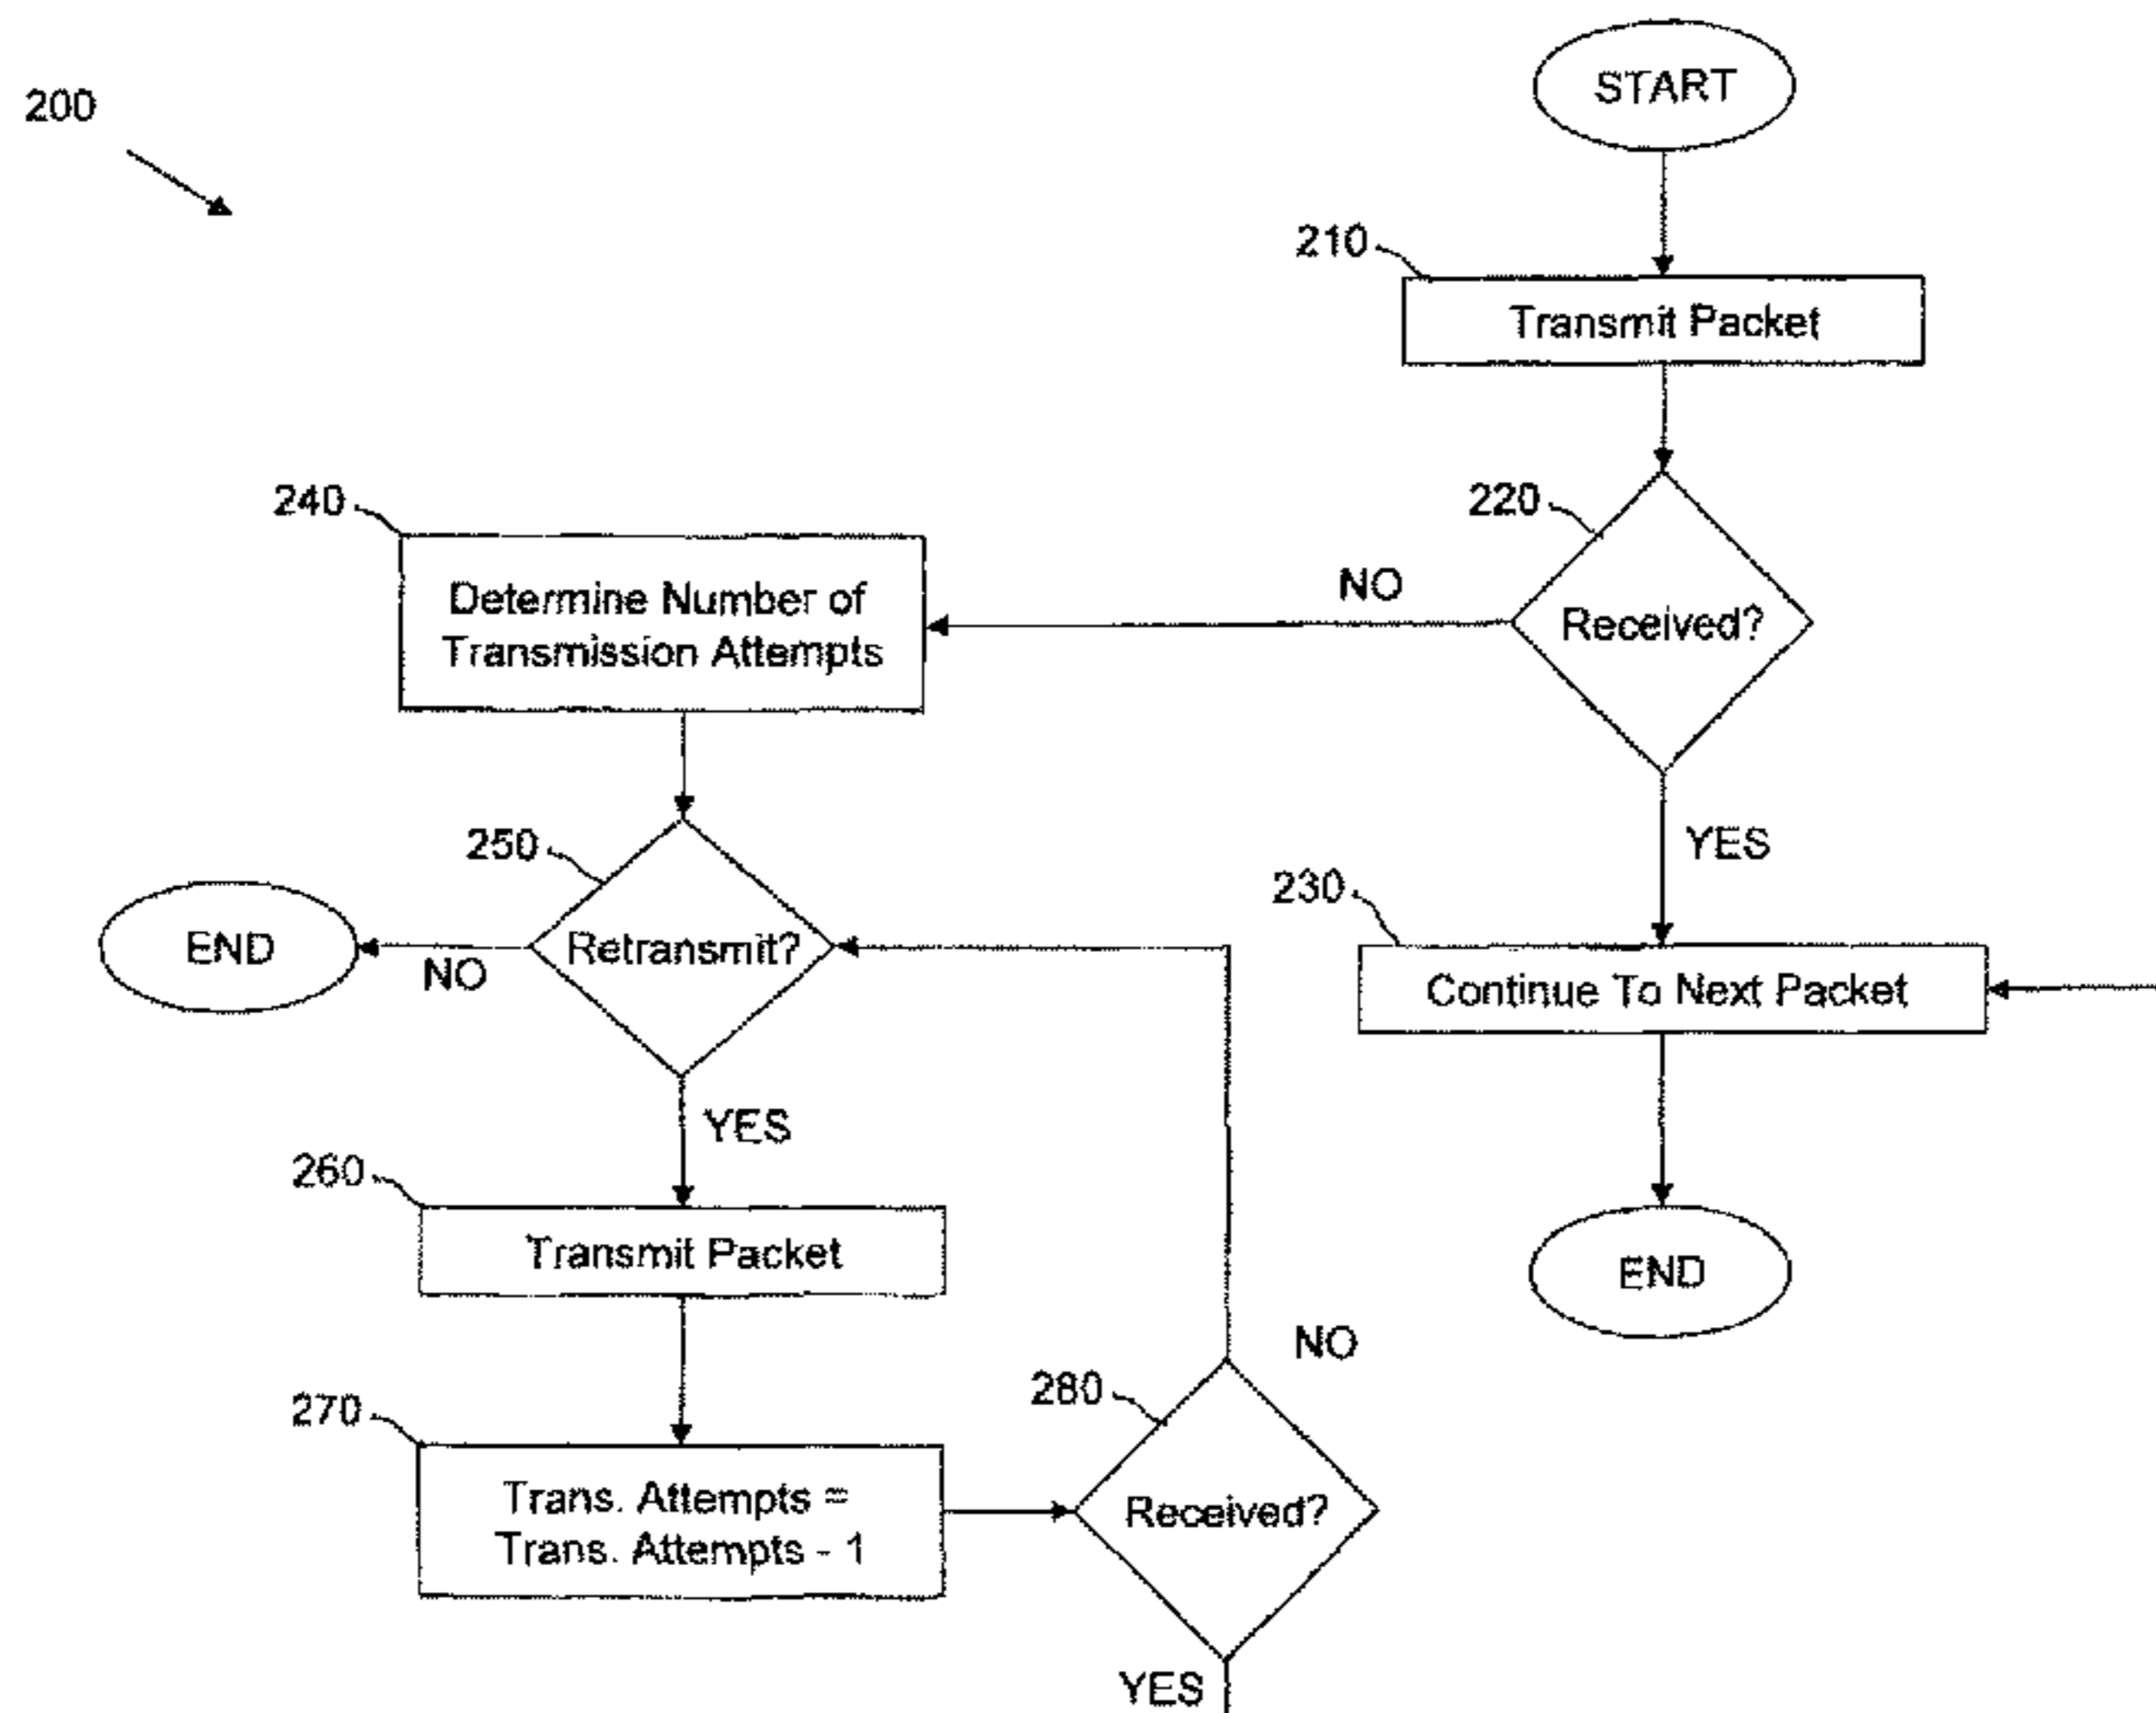 200
START
210
Transmit Packet
220
Received?
NO
240
Determine Number of
Transmission Attempts
YES
230
Continue To Next Packet
END
250
Retransmit?
NO
END
YES
260
Transmit Packet
270
Trans. Attempts =
Trans. Attempts - 1
280
Received?
NO
YES